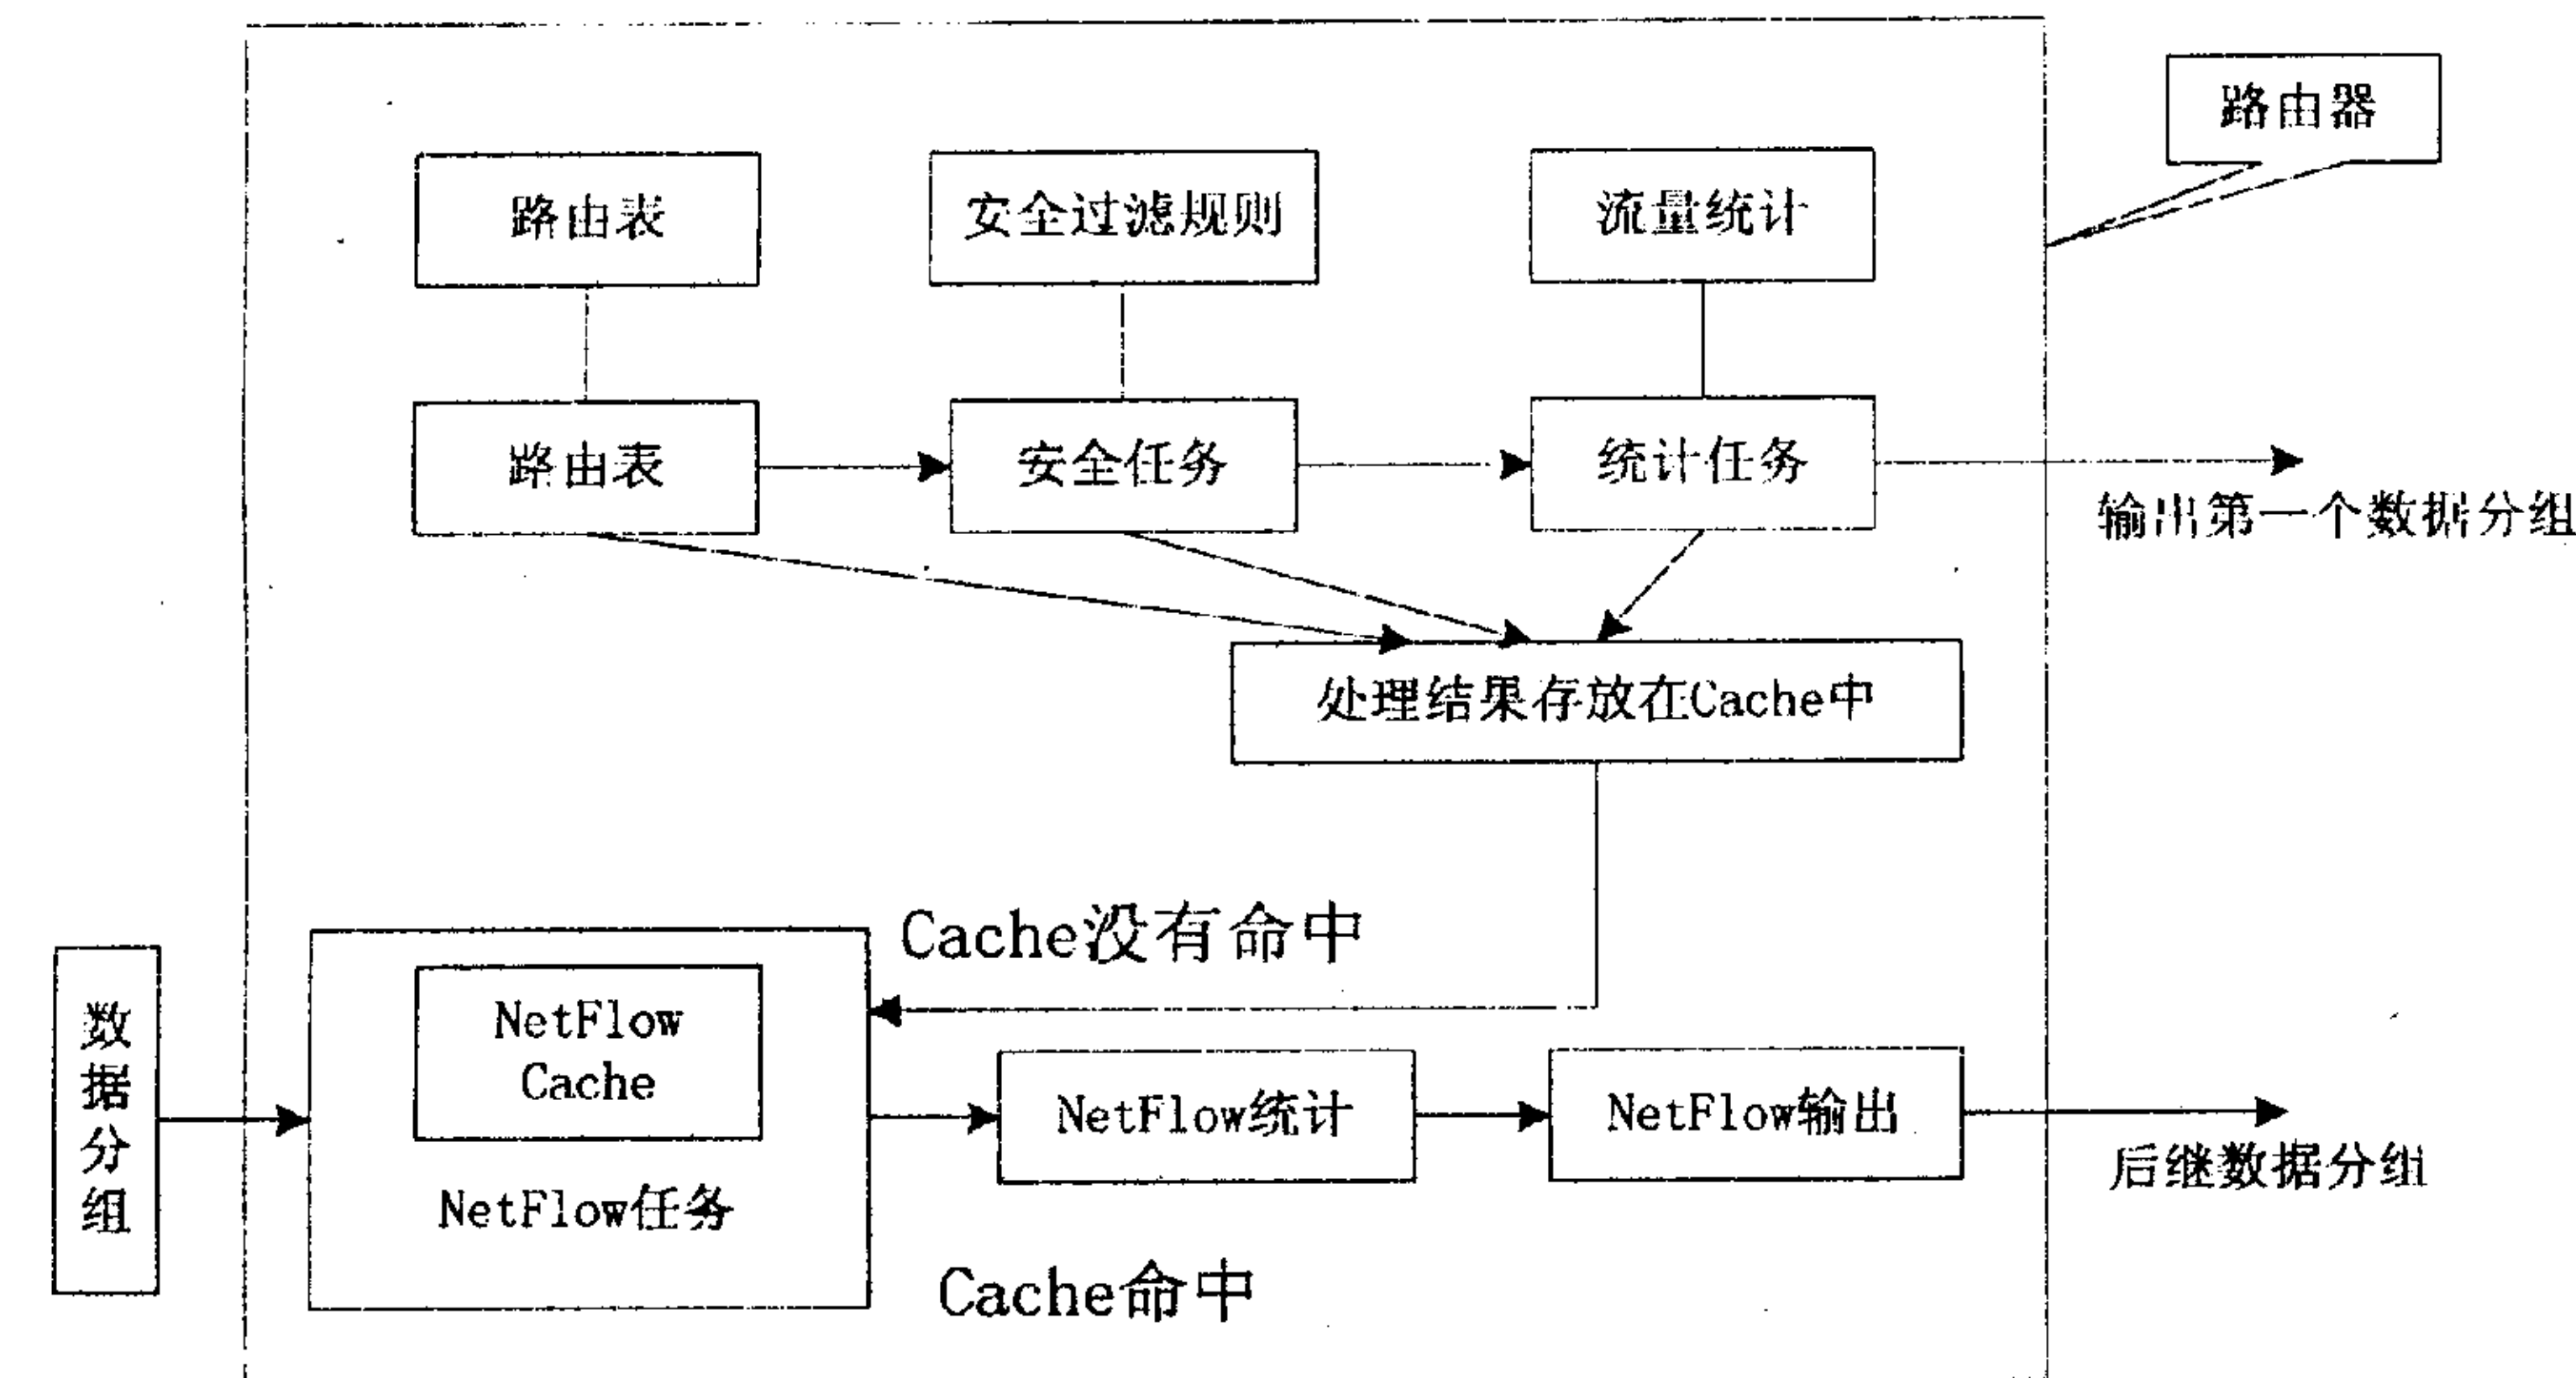 路由器
路由表
安全过滤规则
流量统计
路由表
安全任务
统计任务
输出第一个数据分组
处理结果存放在Cache中
Cache没有命中
数据分组
NetFlow
Cache
NetFlow任务
NetFlow统计
NetFlow输出
后继数据分组
Cache命中